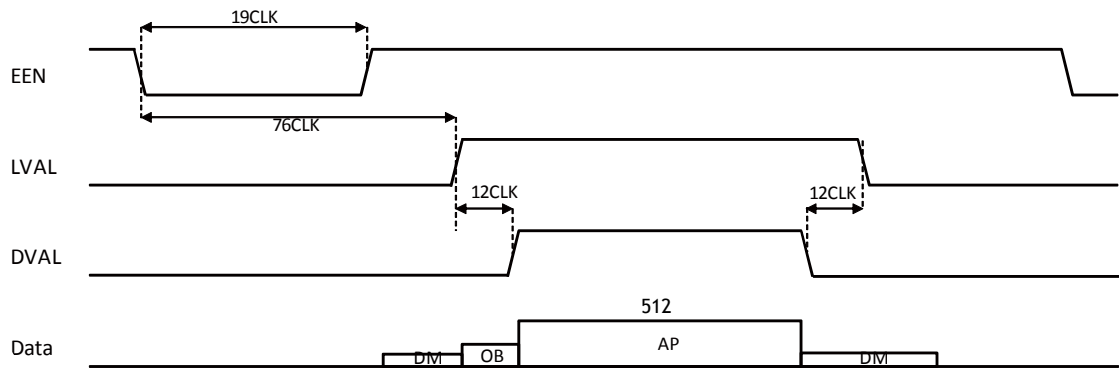 19CLK
EEN
76CLK
LVAL
12CLK
12CLK
DVAL
512
Data
DM
OB
AP
DM